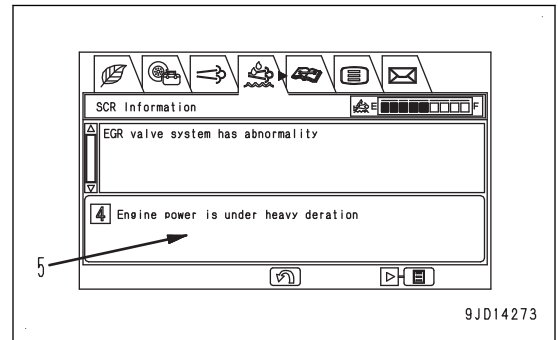 SCR Information
E F
EGR valve system has abnormality
4 Engine power is under heavy deration
5
9JD14273